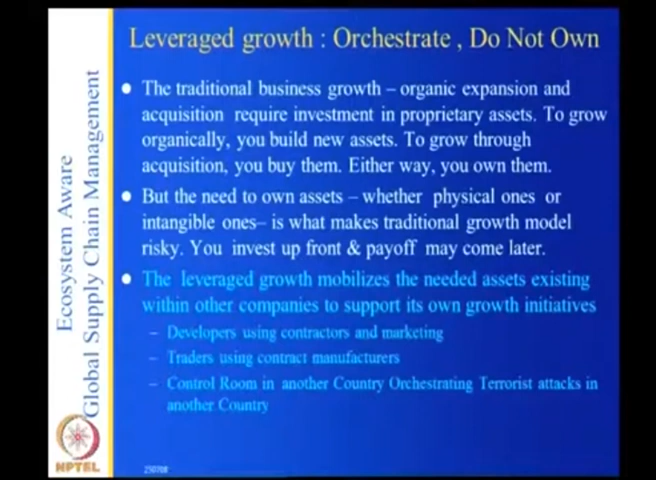 Leveraged growth : Orchestrate , Do Not Own
The traditional business growth – organic expansion and
acquisition require investment in proprietary assets. To grow
organically, you build new assets. To grow through
acquisition, you buy them. Either way, you own them.
But the need to own assets – whether physical ones or
intangible ones– is what makes traditional growth model
risky. You invest up front & payoff may come later.
The leveraged growth mobilizes the needed assets existing
within other companies to support its own growth initiatives
– Developers using contractors and marketing
– Traders using contract manufacturers
– Control Room in another Country Orchestrating Terrorist attacks in
another Country
Ecosystem Aware
Global Supply Chain Management
NPTEL